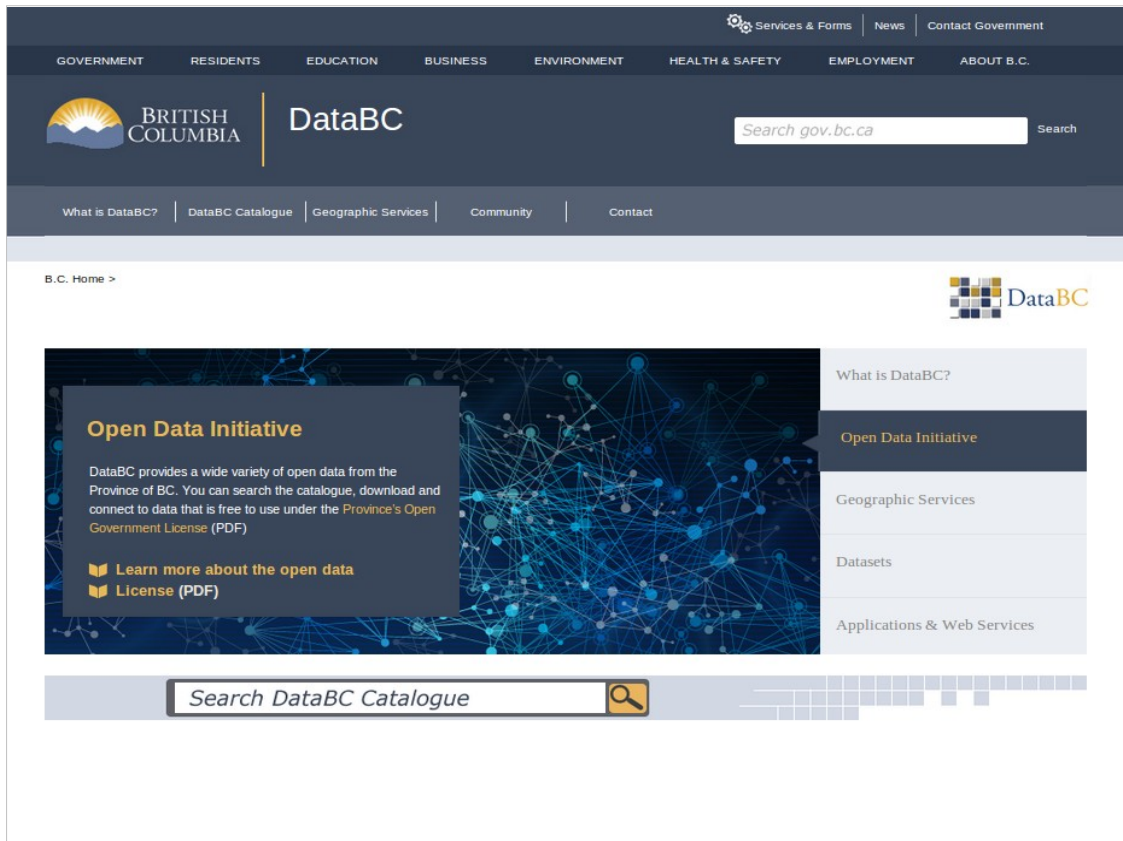 Services & Forms News Contact Government
GOVERNMENT RESIDENTS EDUCATION BUSINESS ENVIRONMENT HEALTH & SAFETY EMPLOYMENT ABOUT B.C.
BRITISH
COLUMBIA
DataBC
Search gov.bc.ca Search
What is DataBC? DataBC Catalogue Geographic Services Community Contact
B.C. Home >
DataBC
Open Data Initiative
DataBC provides a wide variety of open data from the
Province of BC. You can search the catalogue, download and
connect to data that is free to use under the Province's Open
Government License (PDF)
Learn more about the open data
License (PDF)
What is DataBC?
Open Data Initiative
Geographic Services
Datasets
Applications & Web Services
Search DataBC Catalogue